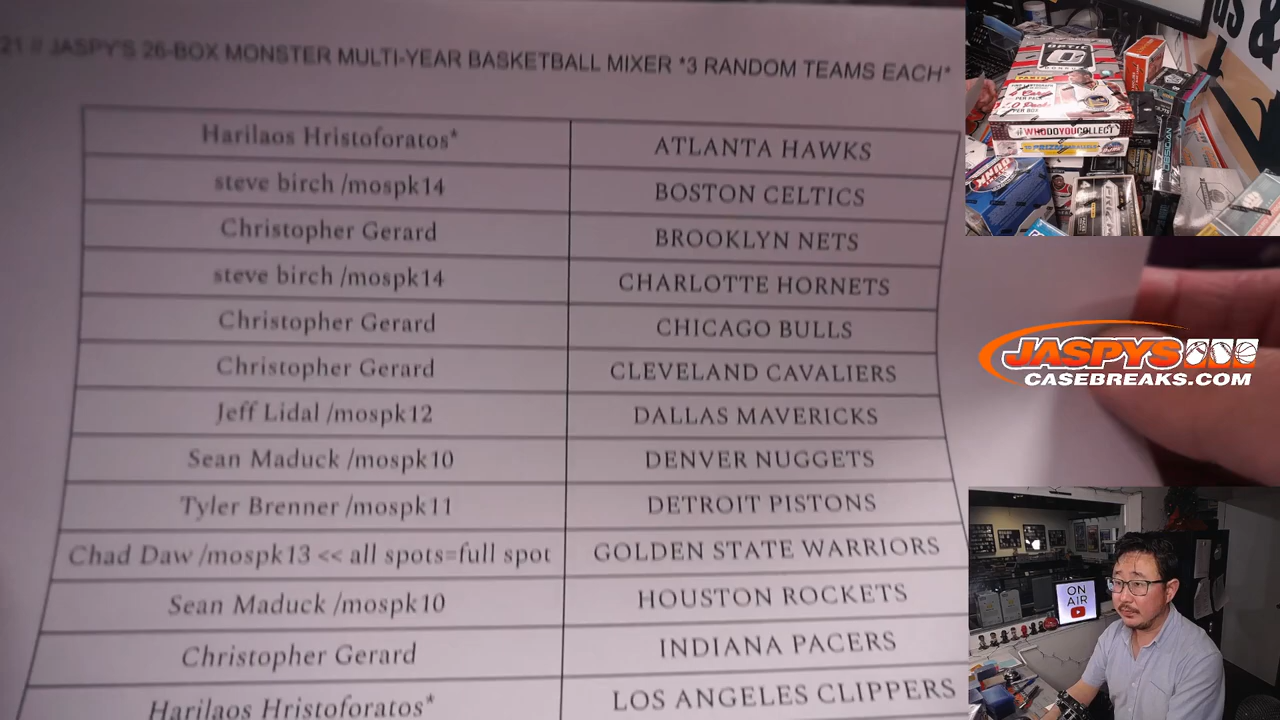 21 // JASPY'S 26-BOX MONSTER MULTI-YEAR BASKETBALL MIXER *3 RANDOM TEAMS EACH*
Harilaos Hristoforatos* ATLANTA HAWKS
steve birch /mospk14 BOSTON CELTICS
Christopher Gerard BROOKLYN NETS
steve birch /mospk14 CHARLOTTE HORNETS
Christopher Gerard CHICAGO BULLS
Christopher Gerard CLEVELAND CAVALIERS
Jeff Lidal /mospk12 DALLAS MAVERICKS
Sean Maduck /mospk10 DENVER NUGGETS
Tyler Brenner /mospk11 DETROIT PISTONS
Chad Daw /mospk13 << all spots=full spot GOLDEN STATE WARRIORS
Sean Maduck /mospk10 HOUSTON ROCKETS
Christopher Gerard INDIANA PACERS
Harilaos Hristoforatos* LOS ANGELES CLIPPERS
OPTIC
PANINI
#WHODOYOUCOLLECT
JASPYS
CASEBREAKS.COM
ON
AIR